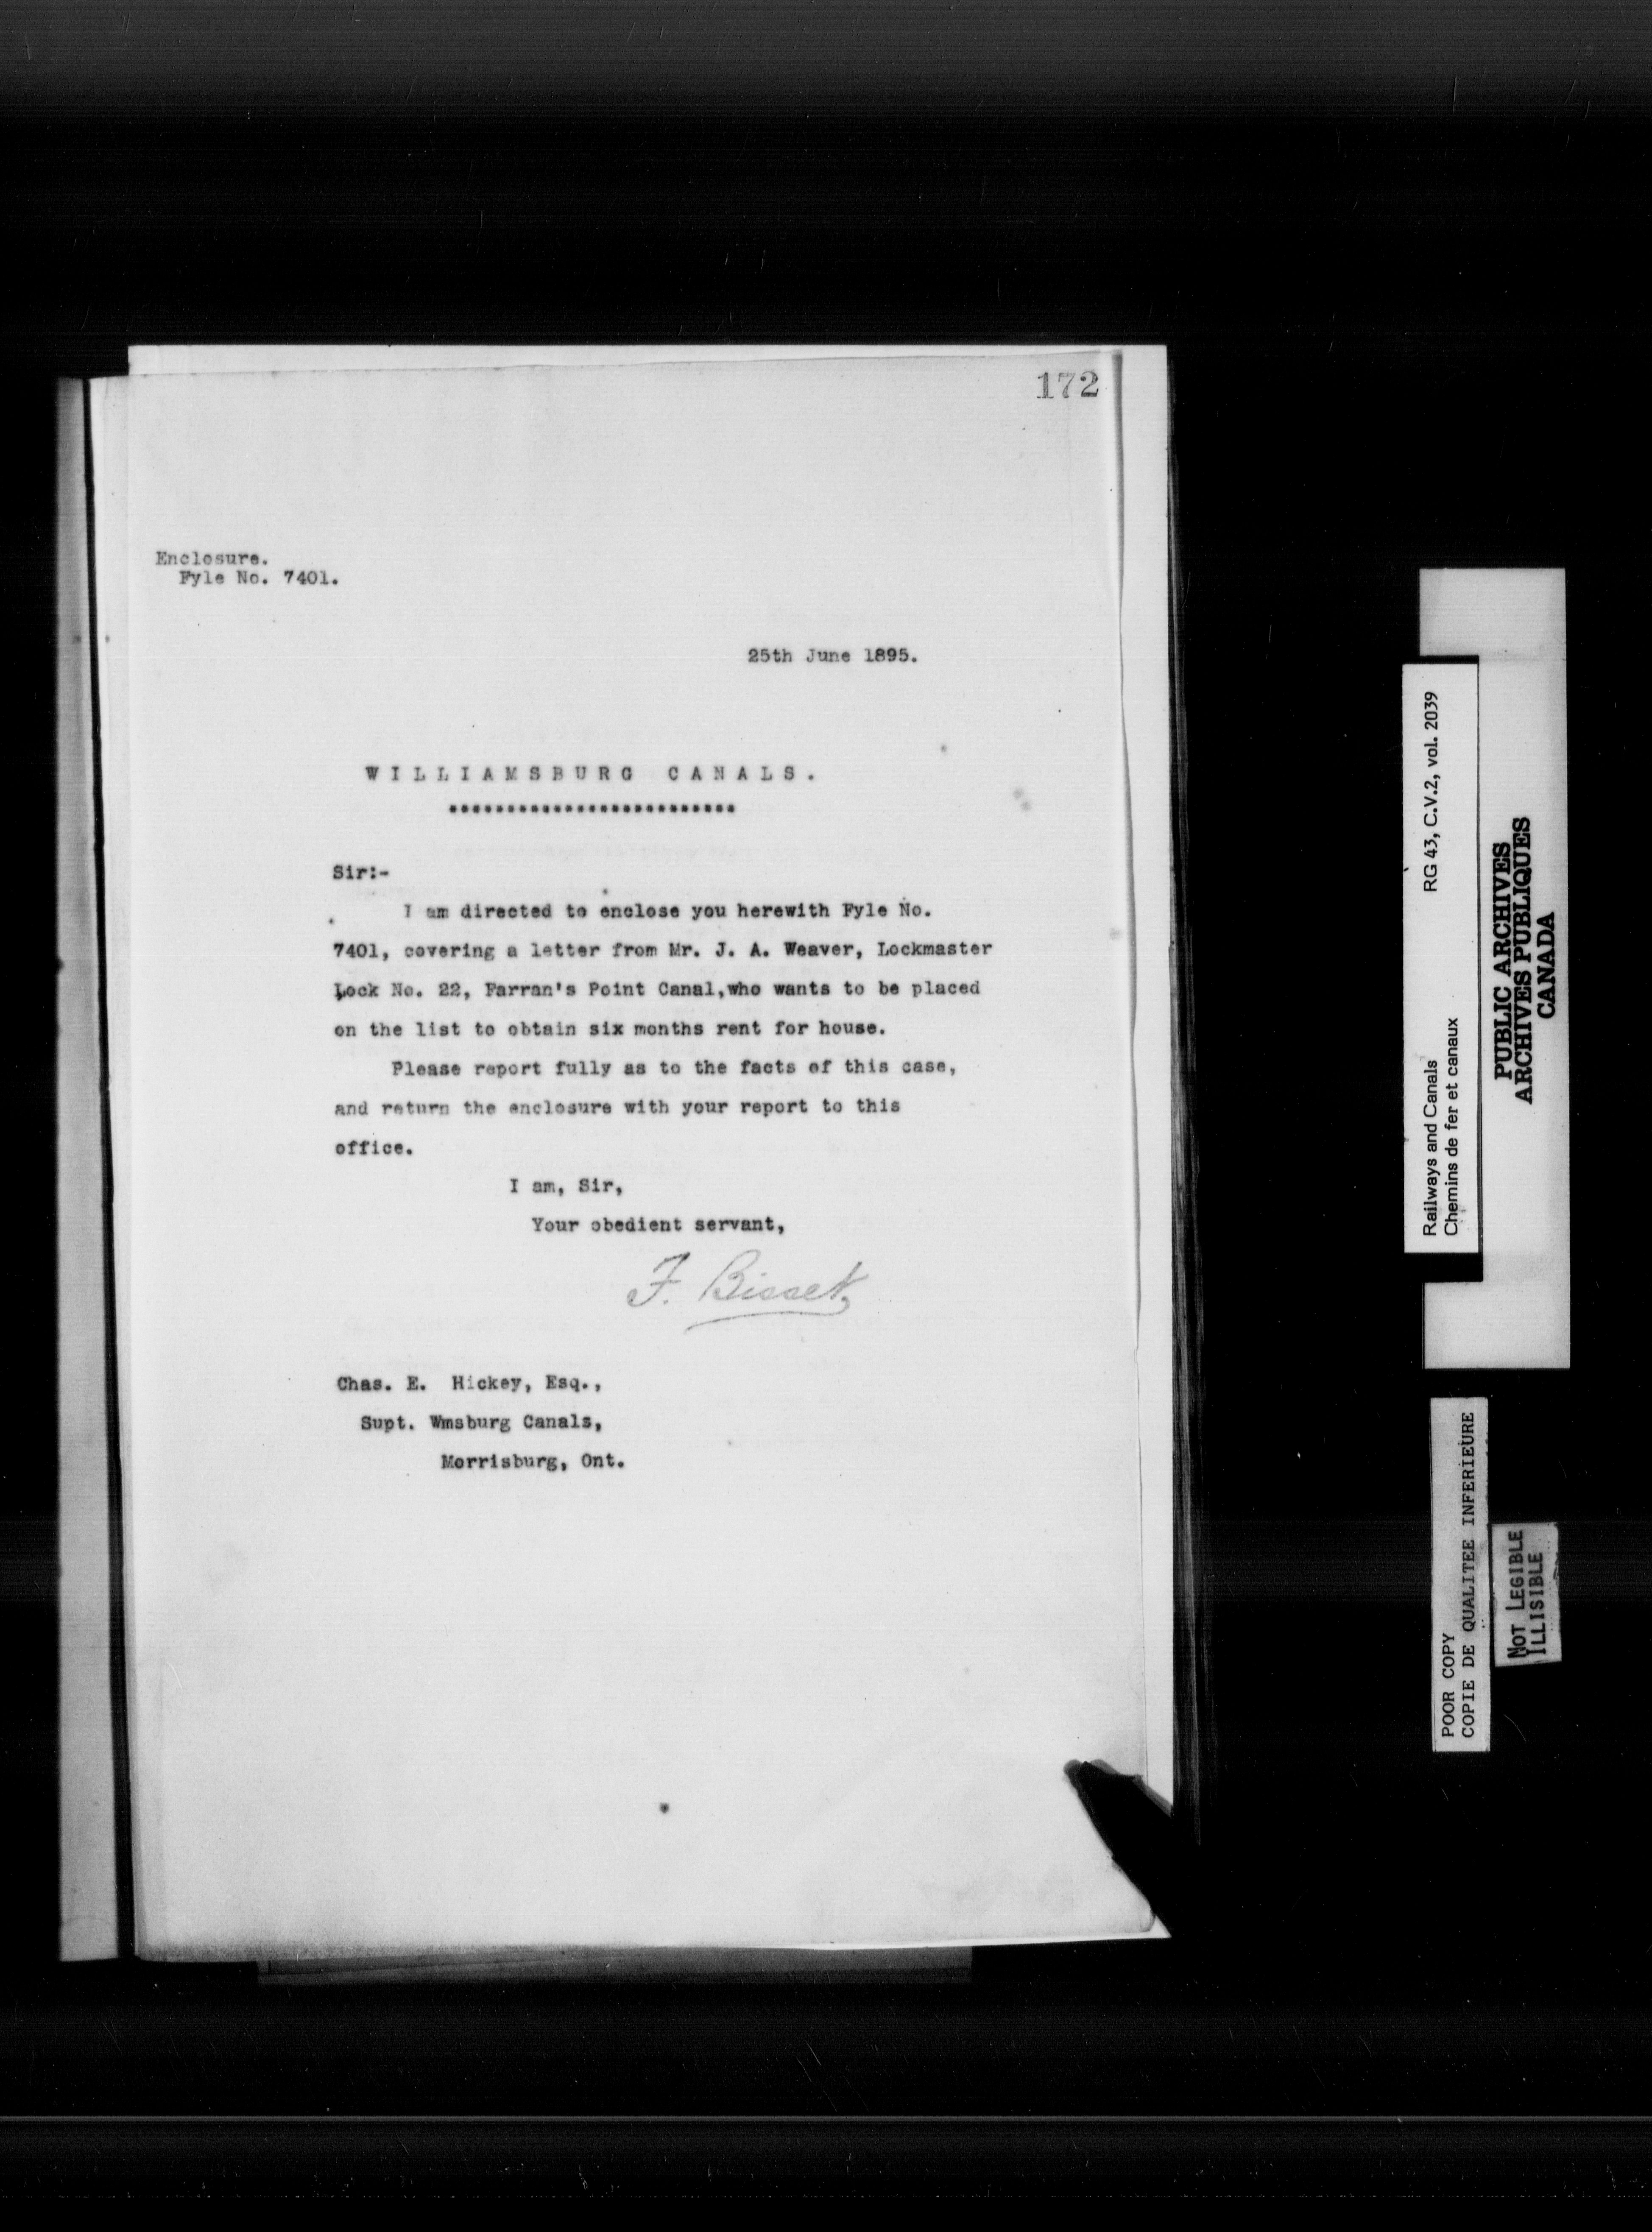 172
Enclosure.
Fyle No. 7401.
25th June 1895.
WILLIAMSBURG CANALS.
*************************
Sir:-
I am directed to enclose you herewith Fyle No.
7401, covering a letter from Mr. J. A. Weaver, Lockmaster
Lock No. 22, Farran's Point Canal,who wants to be placed
on the list to obtain six months rent for house.
Please report fully as to the facts of this case,
and return the enclosure with your report to this
office.
I am, Sir,
Your obedient servant,
F. Bisset
Chas. E. Hickey, Esq.,
Supt. Wmsburg Canals,
Morrisburg, Ont.
Railways and Canals RG 43, C.V.2, vol. 2039
Chemins de fer et canaux
PUBLIC ARCHIVES
ARCHIVES PUBLIQUES
CANADA
POOR COPY
COPIE DE QUALITEE INFERIEURE
NOT LEGIBLE
ILLISIBLE